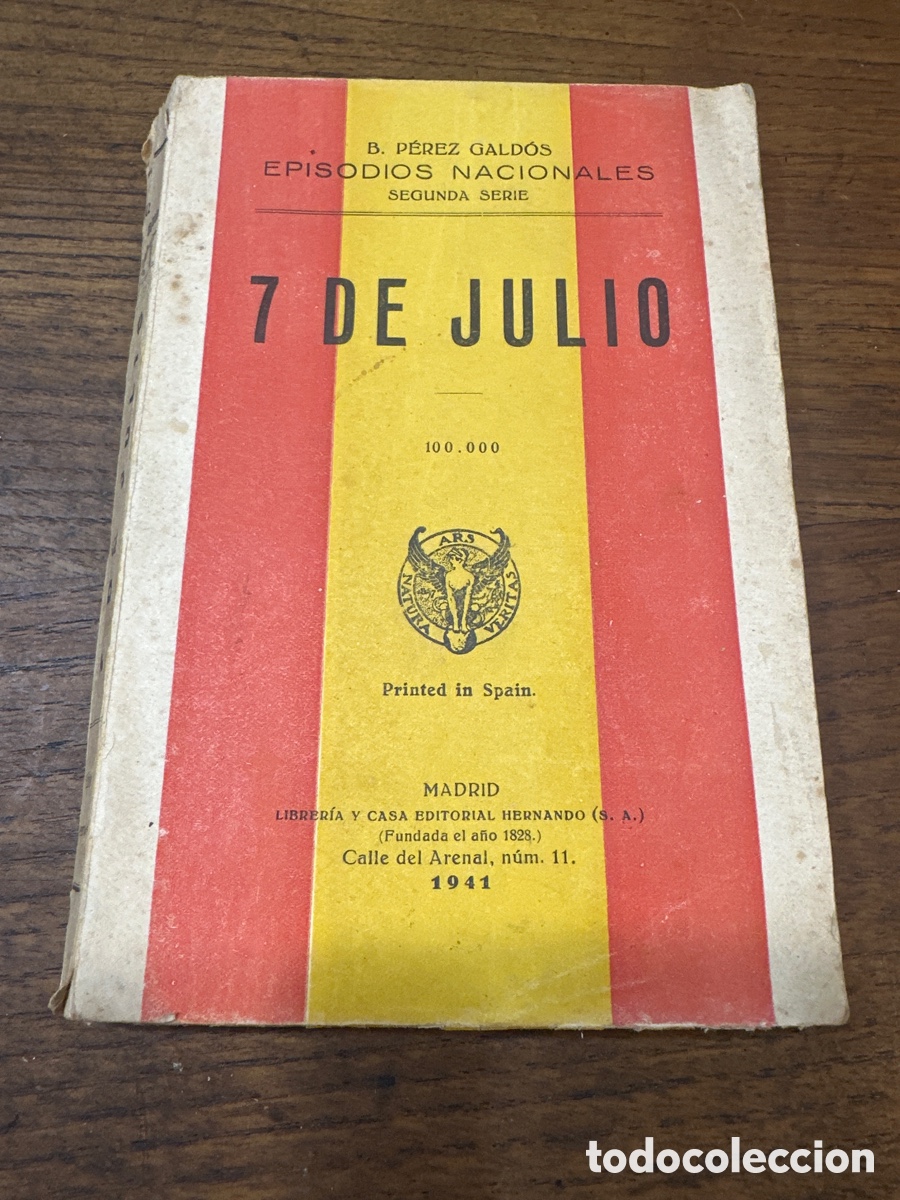 B. PÉREZ GALDÓS
EPISODIOS NACIONALES
SEGUNDA SERIE
7 DE JULIO
100.000
ARS
NATURA VERITAS
Printed in Spain.
MADRID
LIBRERÍA Y CASA EDITORIAL HERNANDO (S. A.)
(Fundada el año 1828.)
Calle del Arenal, núm. 11.
1941
todocoleccion